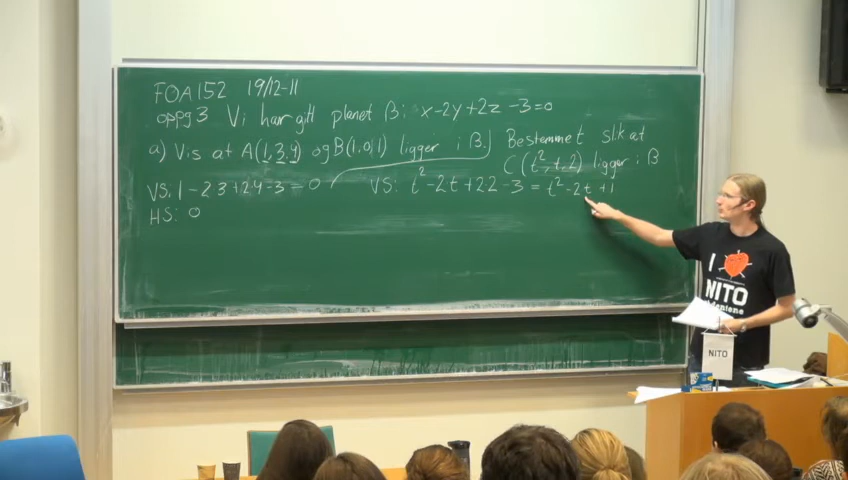 FOA152 19/12-11
oppg 3 Vi har gitt planet β: x-2y+2z-3=0
a) Vis at A(1,3,4) og B(1,0,1) ligger i β. Bestemme t slik at
C(t²,t,2) ligger i β
VS: 1-2·3+2·4-3=0 VS: t²-2t+2·2-3 = t²-2t+1
HS: 0
I
NITO
NITO